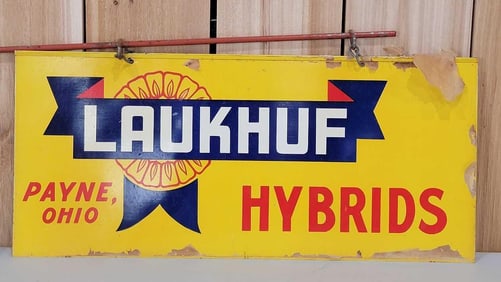 LAUKHUF
PAYNE,
OHIO
HYBRIDS